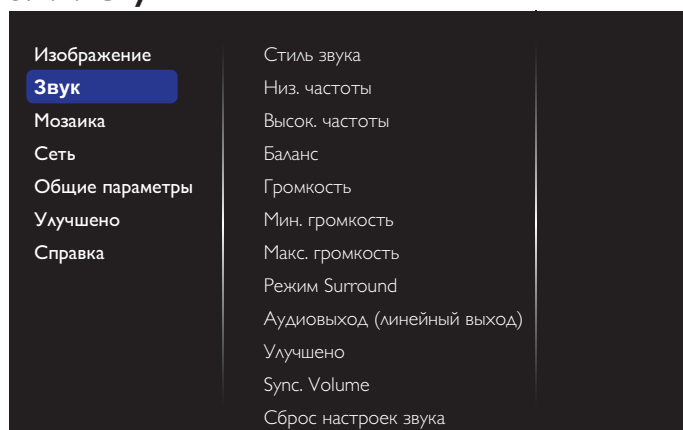 Изображение
Звук
Мозаика
Сеть
Общие параметры
Улучшено
Справка
Стиль звука
Низ. частоты
Высок. частоты
Баланс
Громкость
Мин. громкость
Макс. громкость
Режим Surround
Аудиовыход (линейный выход)
Улучшено
Sync. Volume
Сброс настроек звука